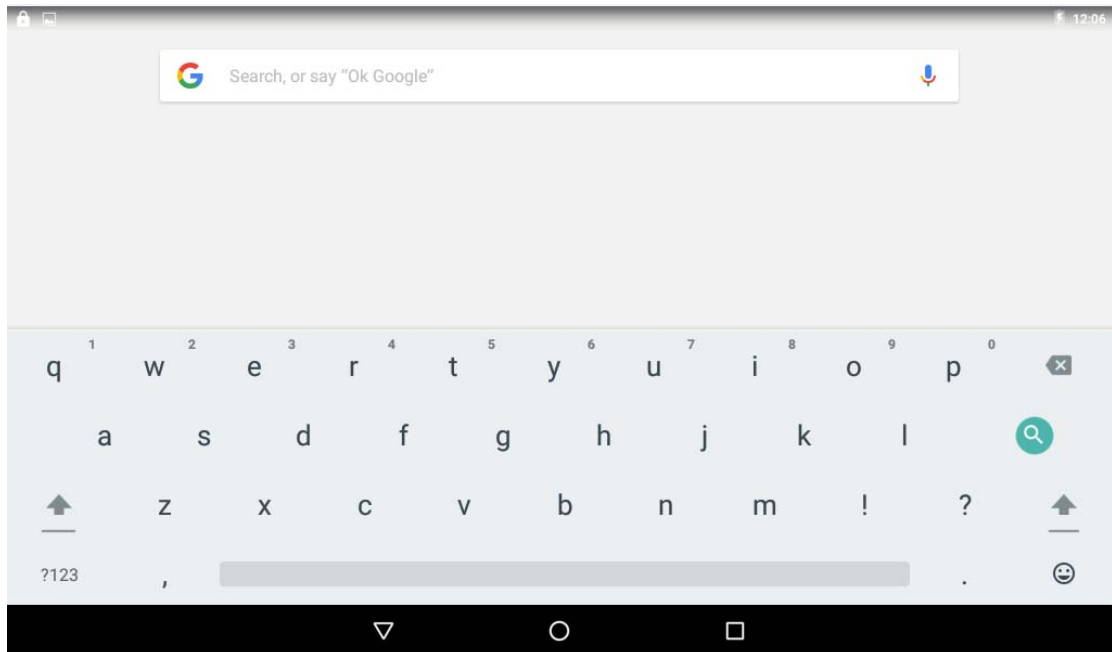 12:06
Search, or say "Ok Google"
1 2 3 4 5 6 7 8 9 0
q w e r t y u i o p
a s d f g h j k l
z x c v b n m ! ?
?123 , .